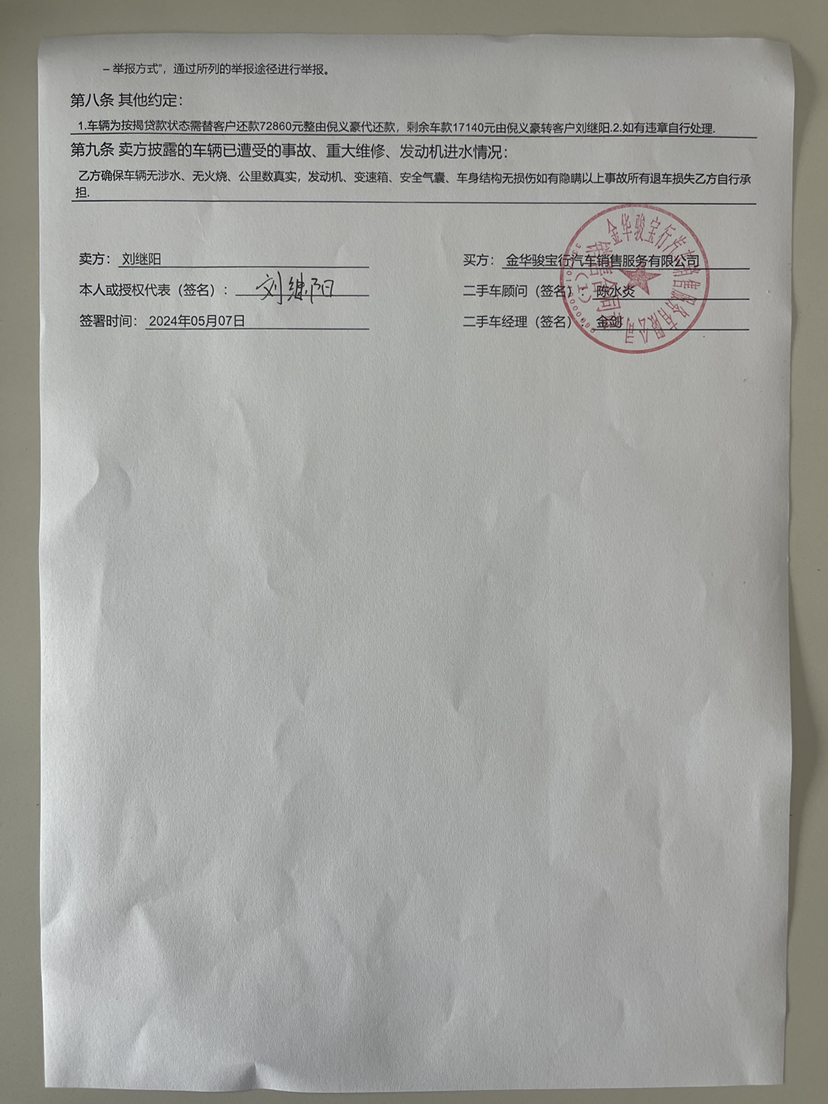 – 举报方式"，通过所列的举报途径进行举报。
第八条 其他约定：
1.车辆为按揭贷款状态需替客户还款72860元整由倪义豪代还款，剩余车款17140元由倪义豪转客户刘继阳.2.如有违章自行处理.
第九条 卖方披露的车辆已遭受的事故、重大维修、发动机进水情况：
乙方确保车辆无涉水、无火烧、公里数真实，发动机、变速箱、安全气囊、车身结构无损伤如有隐瞒以上事故所有退车损失乙方自行承
担.
卖方： 刘继阳
本人或授权代表（签名）： 刘继阳
签署时间： 2024年05月07日
买方： 金华骏宝行汽车销售服务有限公司
二手车顾问（签名） 陈水炎
二手车经理（签名） 金剑
金华骏宝行汽车销售服务有限公司